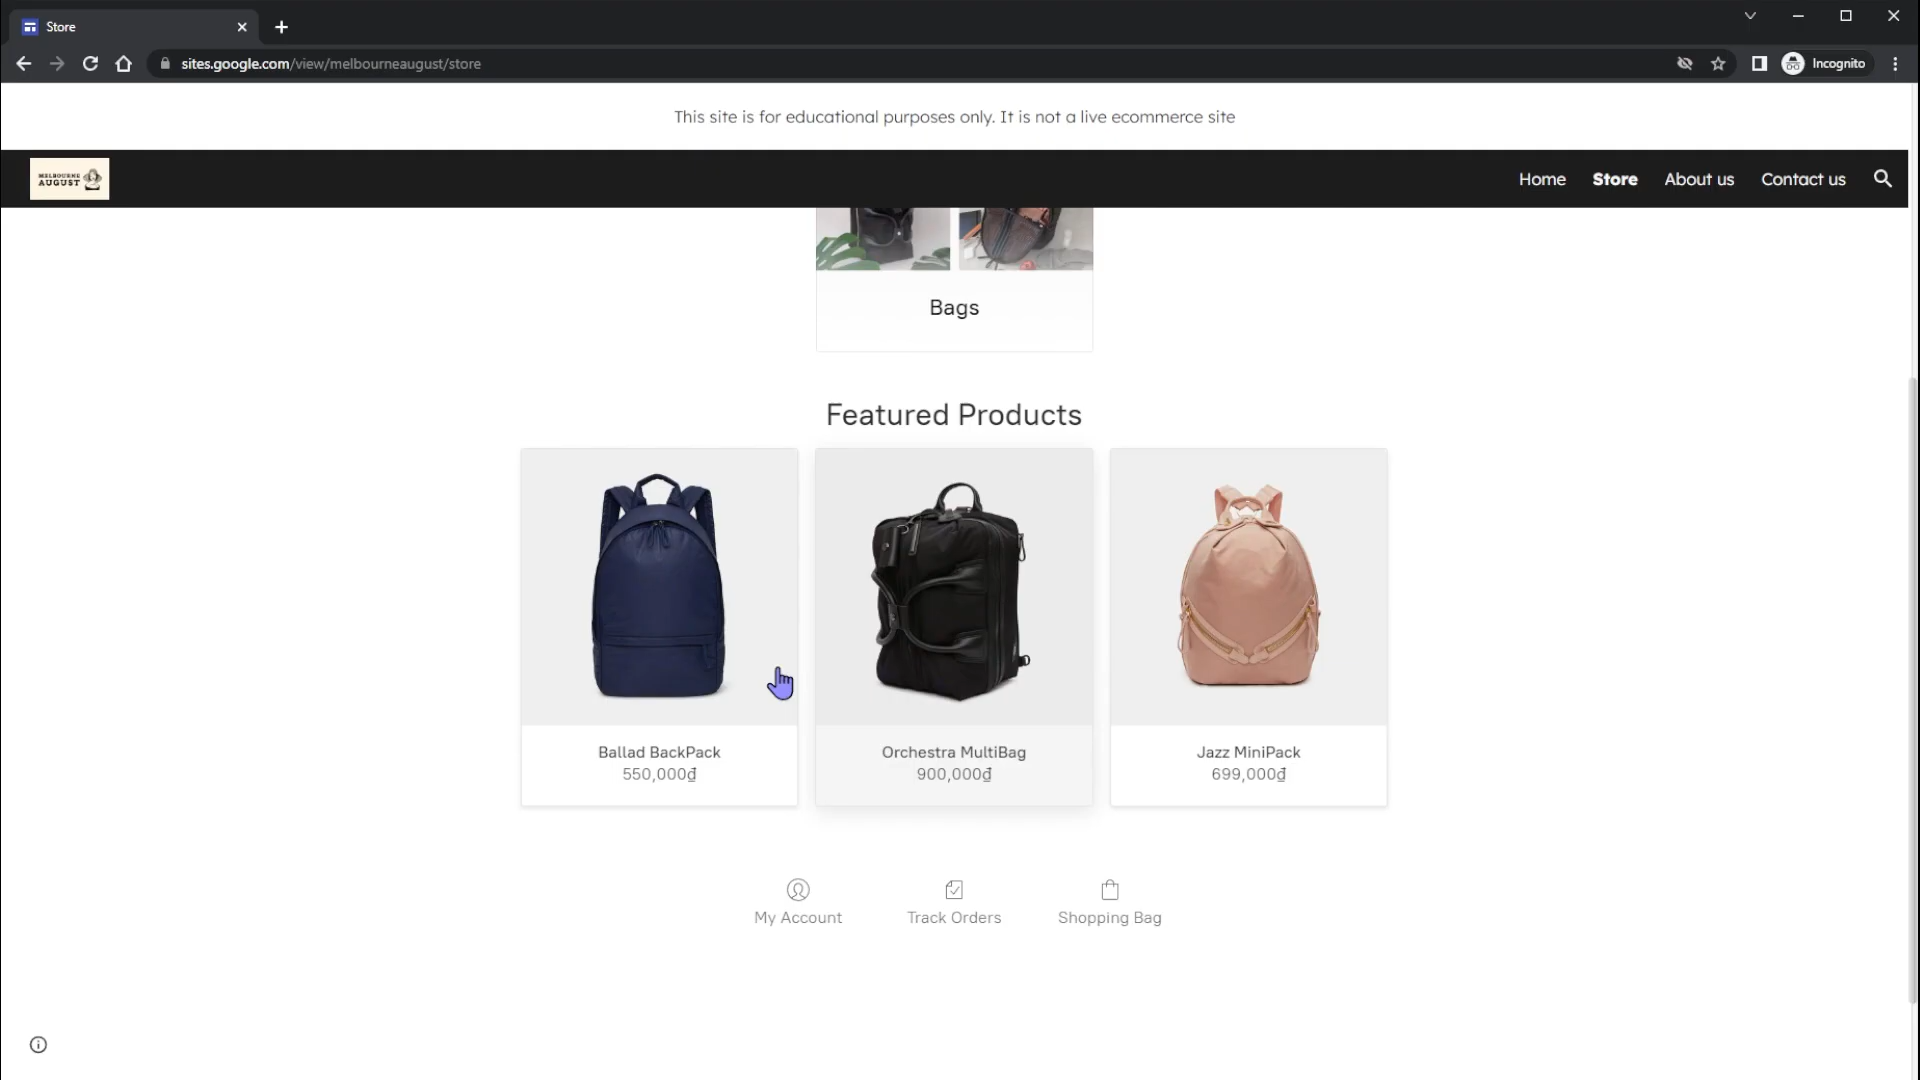 Store
sites.google.com/view/melbourneaugust/store
Incognito
This site is for educational purposes only. It is not a live ecommerce site
MELBOURNE
AUGUST
Home
Store
About us
Contact us
Bags
Featured Products
Ballad BackPack
550,000₫
Orchestra MultiBag
900,000₫
Jazz MiniPack
699,000₫
My Account
Track Orders
Shopping Bag